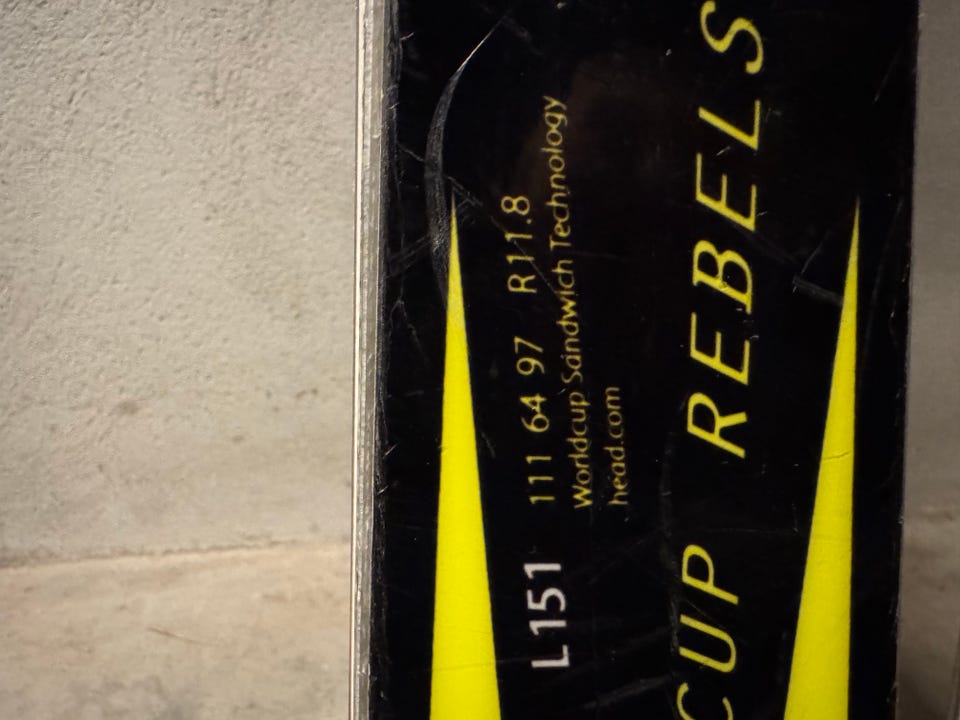 L151 111 64 97 R11.8
Worldcup Sandwich Technology
head.com
CUP REBELS